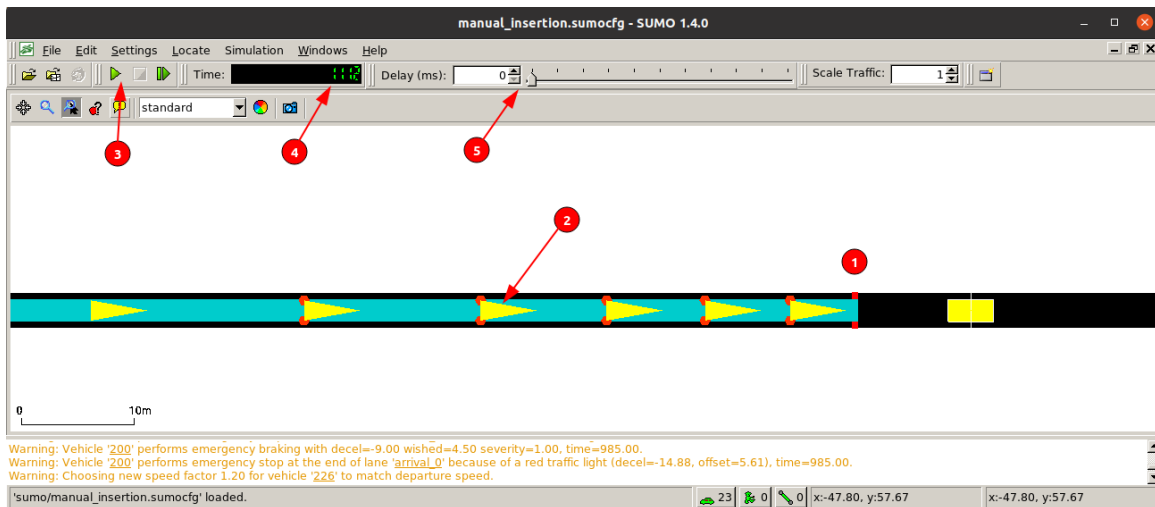 manual_insertion.sumocfg - SUMO 1.4.0
File Edit Settings Locate Simulation Windows Help
Time: 1112 Delay (ms): 0 Scale Traffic: 1
standard
3 4 5
2
1
0 10m
Warning: Vehicle '200' performs emergency braking with decel=-9.00 wished=4.50 severity=1.00, time=985.00.
Warning: Vehicle '200' performs emergency stop at the end of lane 'arrival_0' because of a red traffic light (decel=-14.88, offset=5.61), time=985.00.
Warning: Choosing new speed factor 1.20 for vehicle '226' to match departure speed.
'sumo/manual_insertion.sumocfg' loaded. 23 0 0 x:-47.80, y:57.67 x:-47.80, y:57.67